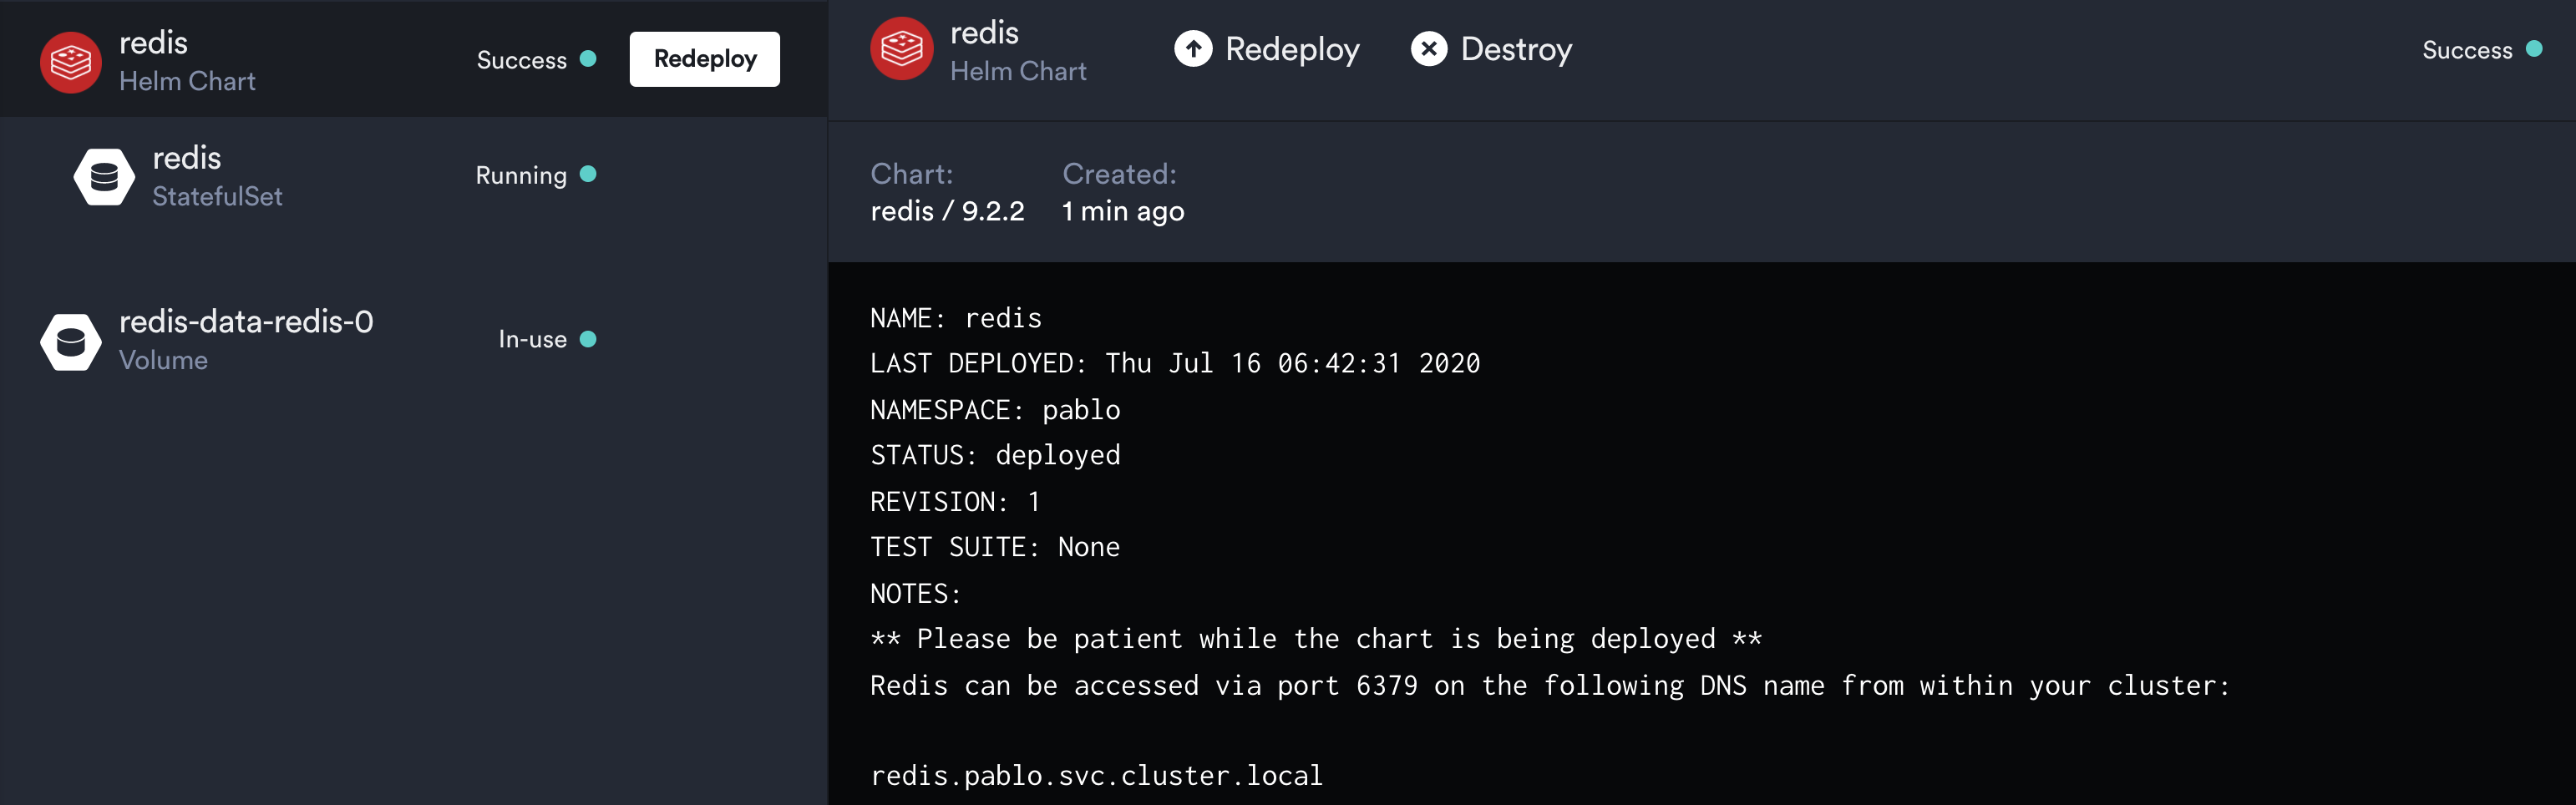 redis
Helm Chart
Success
Redeploy
redis
StatefulSet
Running
redis-data-redis-0
Volume
In-use
redis
Helm Chart
Redeploy
Destroy
Success
Chart:
redis / 9.2.2
Created:
1 min ago
NAME: redis
LAST DEPLOYED: Thu Jul 16 06:42:31 2020
NAMESPACE: pablo
STATUS: deployed
REVISION: 1
TEST SUITE: None
NOTES:
** Please be patient while the chart is being deployed **
Redis can be accessed via port 6379 on the following DNS name from within your cluster:
redis.pablo.svc.cluster.local